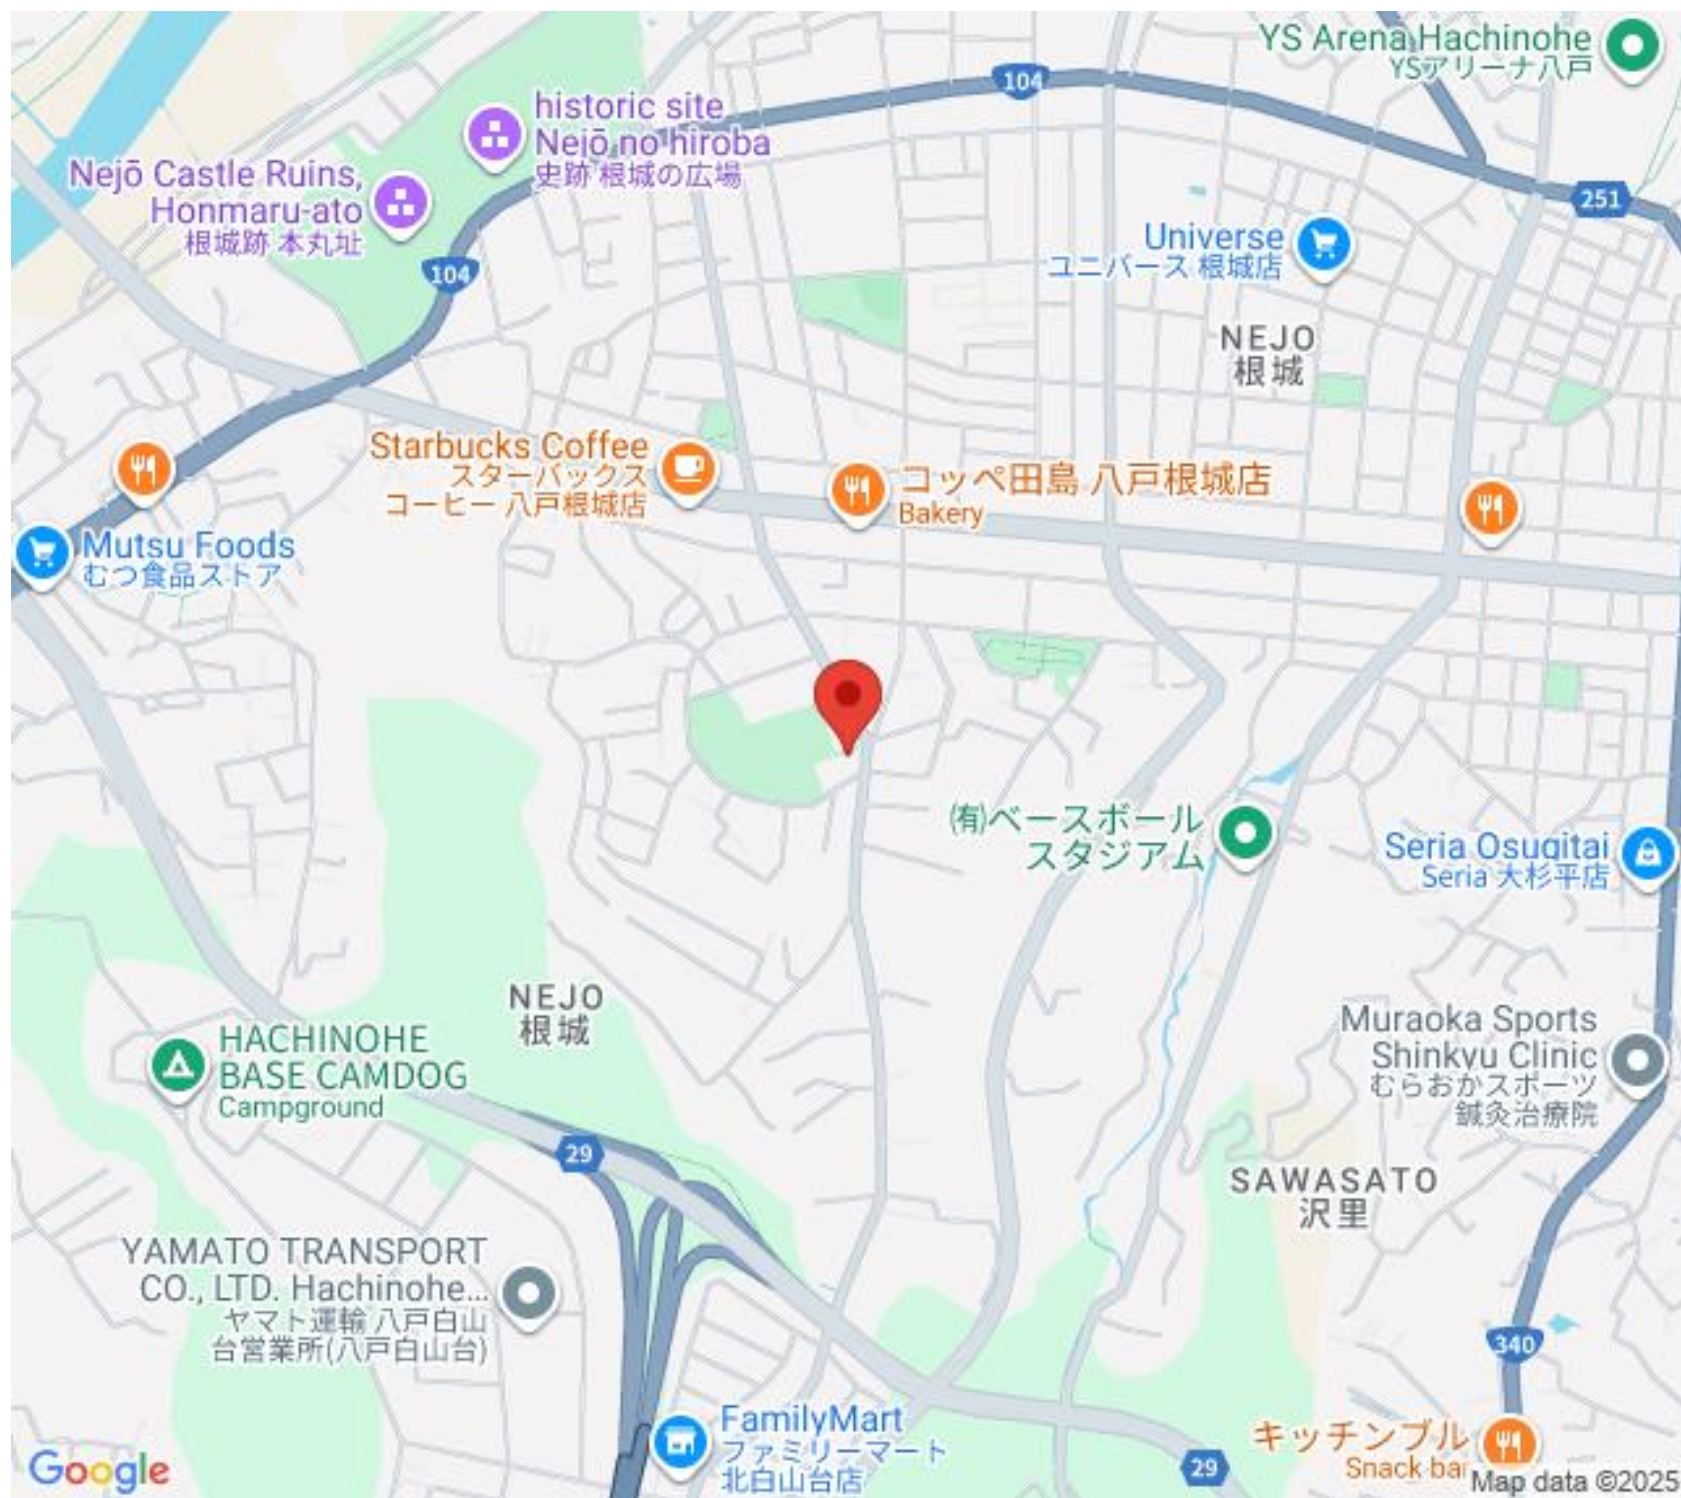 YS Arena Hachinohe
YSアリーナ八戸
104
historic site
Nejō no hiroba
史跡 根城の広場
Nejō Castle Ruins,
Honmaru-ato
根城跡 本丸址
251
Universe
ユニバース 根城店
104
NEJO
根城
Starbucks Coffee
スターバックス
コーヒー 八戸根城店
コッペ田島 八戸根城店
Bakery
Mutsu Foods
むつ食品ストア
㈲ベースボール
スタジアム
Seria Osugitai
Seria 大杉平店
NEJO
根城
HACHINOHE
BASE CAMDOG
Campground
Muraoka Sports
Shinkyu Clinic
むらおかスポーツ
鍼灸治療院
29
SAWASATO
沢里
YAMATO TRANSPORT
CO., LTD. Hachinohe...
ヤマト運輸 八戸白山
台営業所(八戸白山台)
340
FamilyMart
ファミリーマート
北白山台店
キッチンブル
Snack bar
29
Google
Map data ©2025